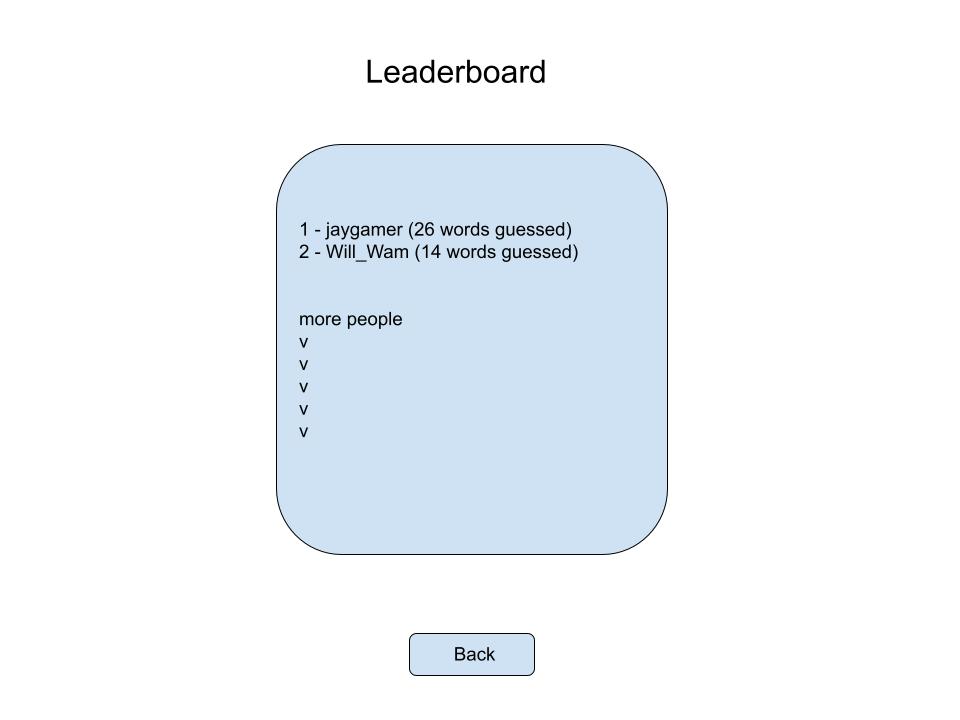 Leaderboard
1 - jaygamer (26 words guessed)
2 - Will_Wam (14 words guessed)
more people
v
v
v
v
v
Back